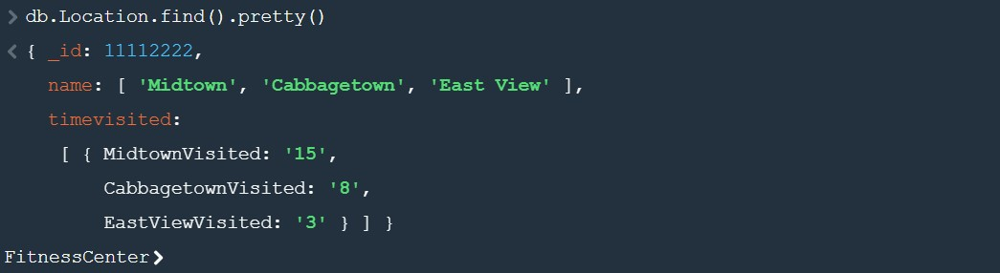 > db.Location.find().pretty()
< { _id: 11112222,
name: [ 'Midtown', 'Cabbagetown', 'East View' ],
timevisited:
[ { MidtownVisited: '15',
CabbagetownVisited: '8',
EastViewVisited: '3' } ] }
FitnessCenter>